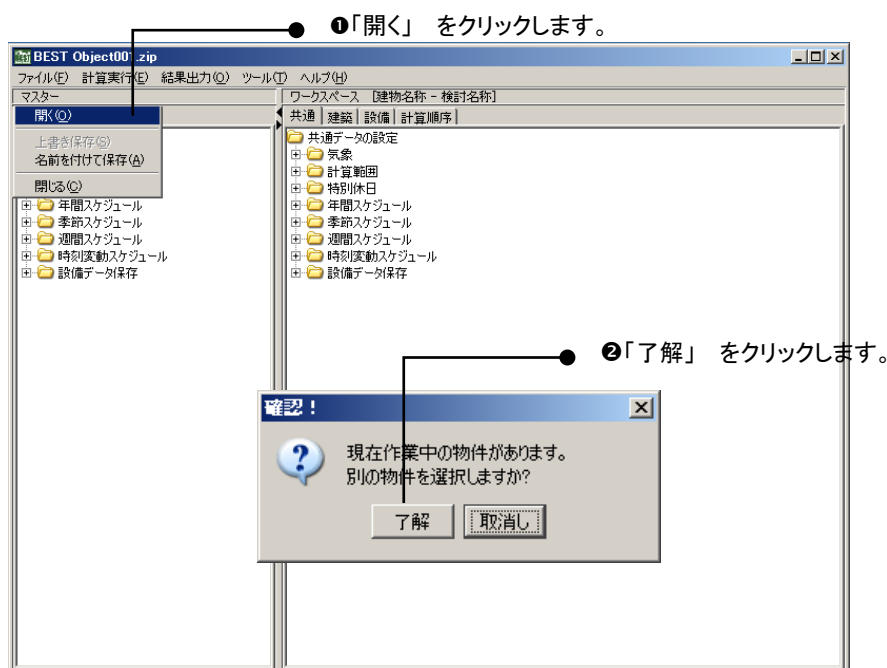 ❶「開く」 をクリックします。
BEST Object001.zip
ファイル(F) 計算実行(E) 結果出力(O) ツール(T) ヘルプ(H)
マスター
開く(O)
上書き保存(S)
名前を付けて保存(A)
閉じる(C)
年間スケジュール
季節スケジュール
週間スケジュール
時刻変動スケジュール
設備データ保存
ワークスペース [建物名称 - 検討名称]
共通 建築 設備 計算順序
共通データの設定
気象
計算範囲
特別休日
年間スケジュール
季節スケジュール
週間スケジュール
時刻変動スケジュール
設備データ保存
❷「了解」 をクリックします。
確認!
現在作業中の物件があります。
別の物件を選択しますか?
了解 取消し